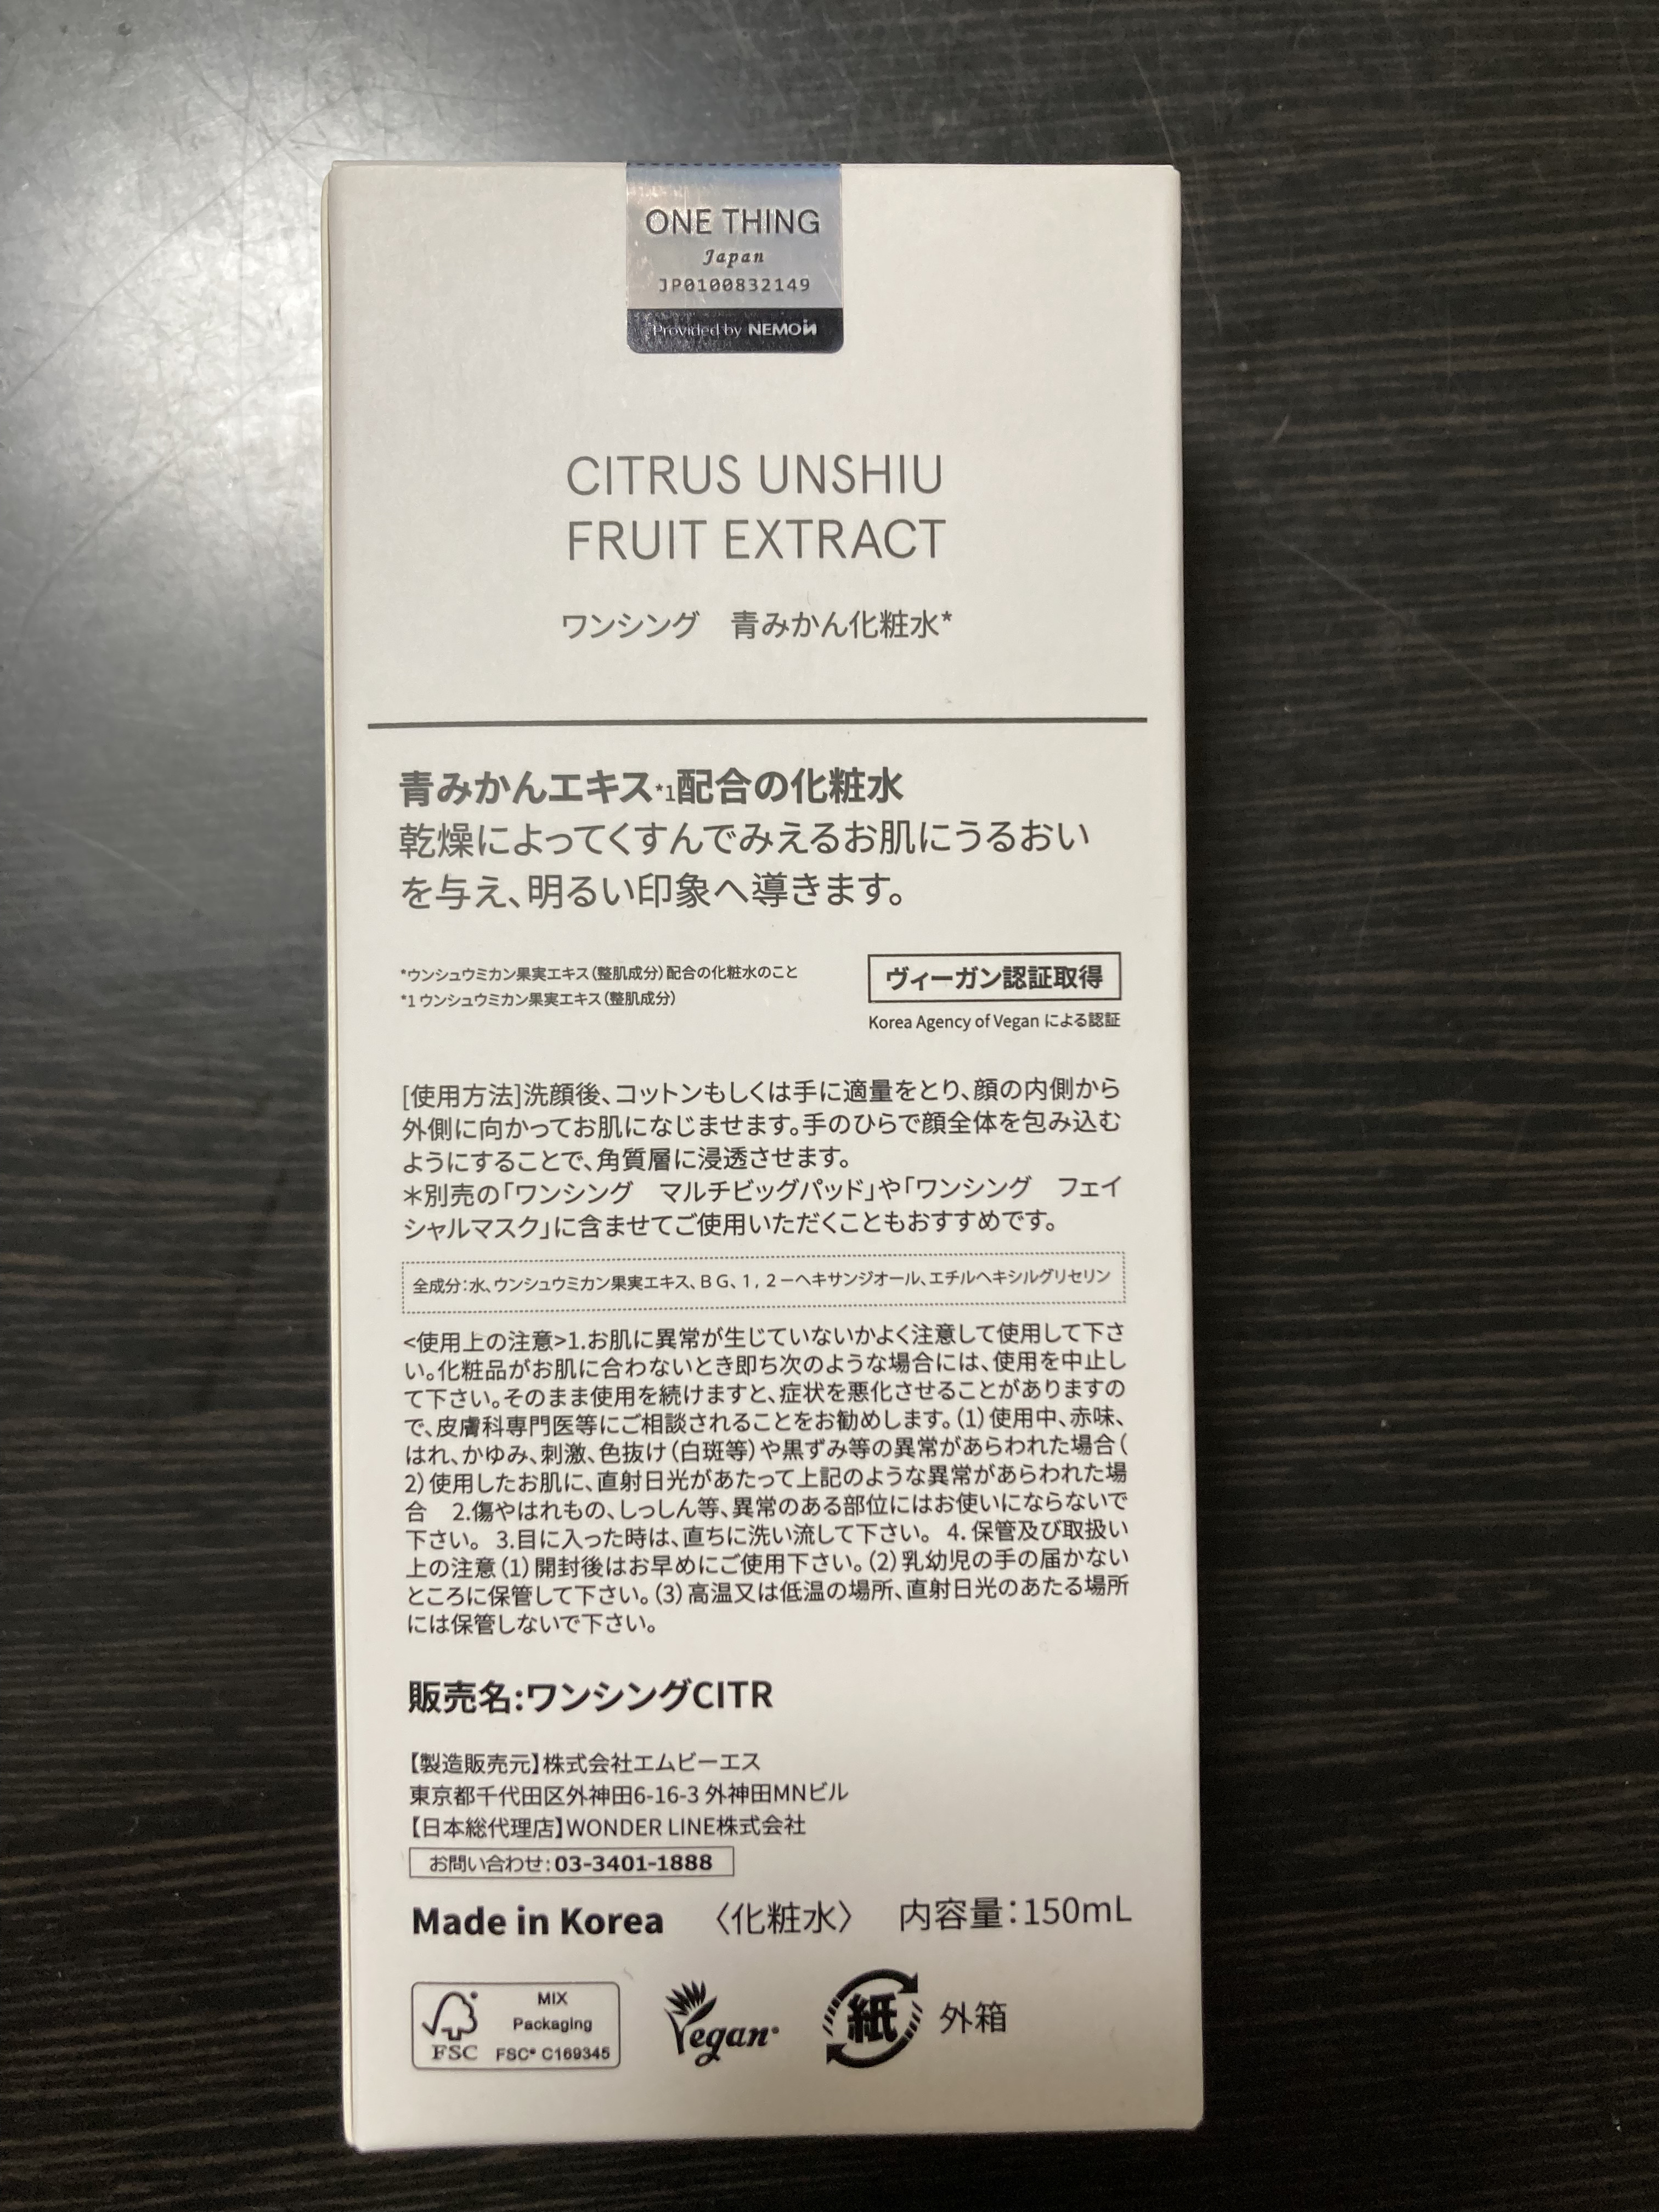 ONE THING
Japan
JP0100832149
Provided by NEMOIN
CITRUS UNSHIU
FRUIT EXTRACT
ワンシング　青みかん化粧水*
青みかんエキス*1配合の化粧水
乾燥によってくすんでみえるお肌にうるおい
を与え、明るい印象へ導きます。
*ウンシュウミカン果実エキス（整肌成分）配合の化粧水のこと
*1 ウンシュウミカン果実エキス（整肌成分）
ヴィーガン認証取得
Korea Agency of Vegan による認証
[使用方法]洗顔後、コットンもしくは手に適量をとり、顔の内側から
外側に向かってお肌になじませます。手のひらで顔全体を包み込む
ようにすることで、角質層に浸透させます。
＊別売の「ワンシング　マルチビッグパッド」や「ワンシング　フェイ
シャルマスク」に含ませてご使用いただくこともおすすめです。
全成分：水、ウンシュウミカン果実エキス、ＢＧ、１，２－ヘキサンジオール、エチルヘキシルグリセリン
<使用上の注意>1.お肌に異常が生じていないかよく注意して使用して下さ
い。化粧品がお肌に合わないとき即ち次のような場合には、使用を中止し
て下さい。そのまま使用を続けますと、症状を悪化させることがありますの
で、皮膚科専門医等にご相談されることをお勧めします。（1）使用中、赤味、
はれ、かゆみ、刺激、色抜け（白斑等）や黒ずみ等の異常があらわれた場合（
2）使用したお肌に、直射日光があたって上記のような異常があらわれた場
合　2.傷やはれもの、しっしん等、異常のある部位にはお使いにならないで
下さい。 3.目に入った時は、直ちに洗い流して下さい。 4. 保管及び取扱い
上の注意（1）開封後はお早めにご使用下さい。（2）乳幼児の手の届かない
ところに保管して下さい。（3）高温又は低温の場所、直射日光のあたる場所
には保管しないで下さい。
販売名:ワンシングCITR
【製造販売元】株式会社エムビーエス
東京都千代田区外神田6-16-3 外神田MNビル
【日本総代理店】WONDER LINE株式会社
お問い合わせ：03-3401-1888
Made in Korea　〈化粧水〉　内容量：150mL
MIX
Packaging
FSC FSC® C169345
Vegan
紙 外箱